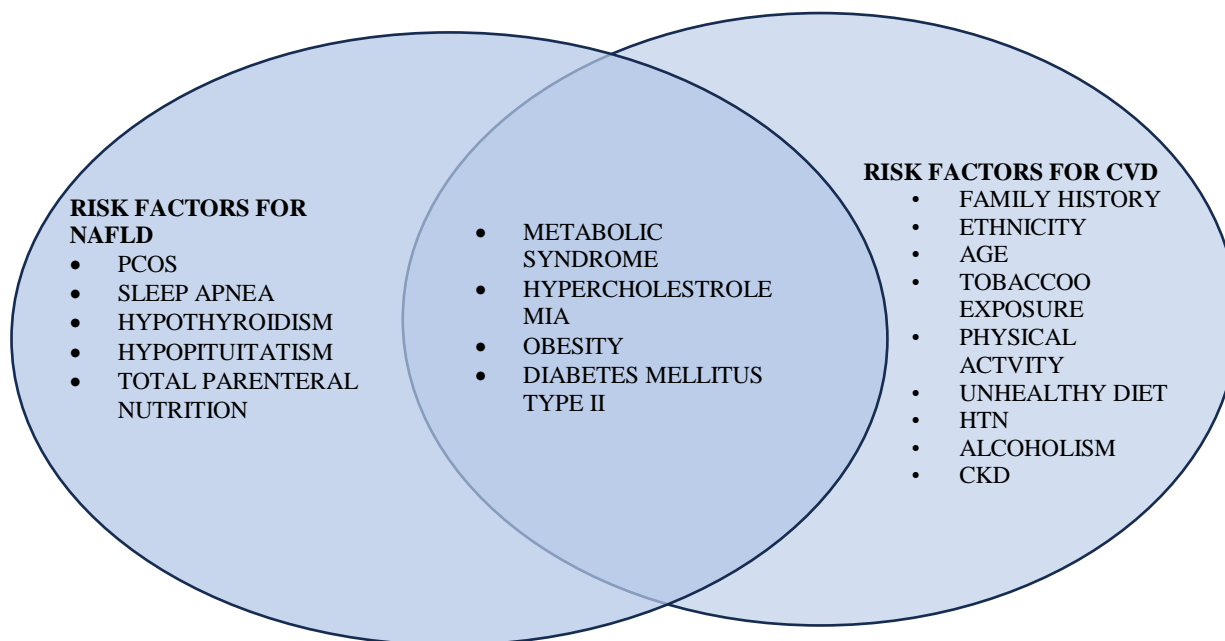 RISK FACTORS FOR
NAFLD
• PCOS
• SLEEP APNEA
• HYPOTHYROIDISM
• HYPOPITUITATISM
• TOTAL PARENTERAL
NUTRITION
• METABOLIC
SYNDROME
• HYPERCHOLESTROLE
MIA
• OBESITY
• DIABETES MELLITUS
TYPE II
RISK FACTORS FOR CVD
• FAMILY HISTORY
• ETHNICITY
• AGE
• TOBACCOO
EXPOSURE
• PHYSICAL
ACTVITY
• UNHEALTHY DIET
• HTN
• ALCOHOLISM
• CKD